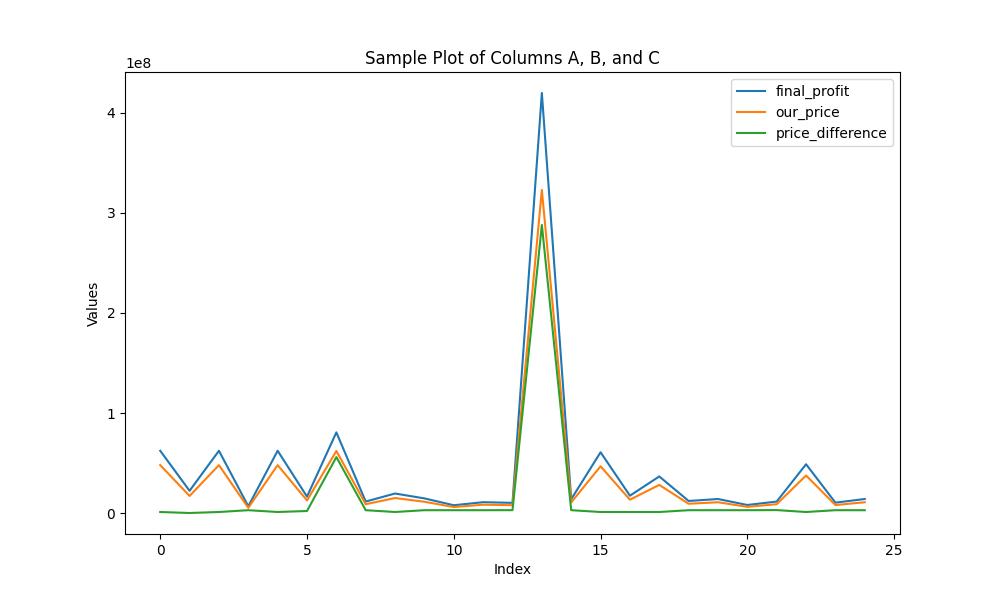 Sample Plot of Columns A, B, and C
1e8
final_profit
our_price
price_difference
4
3
2
1
0
Values
0 5 10 15 20 25
Index